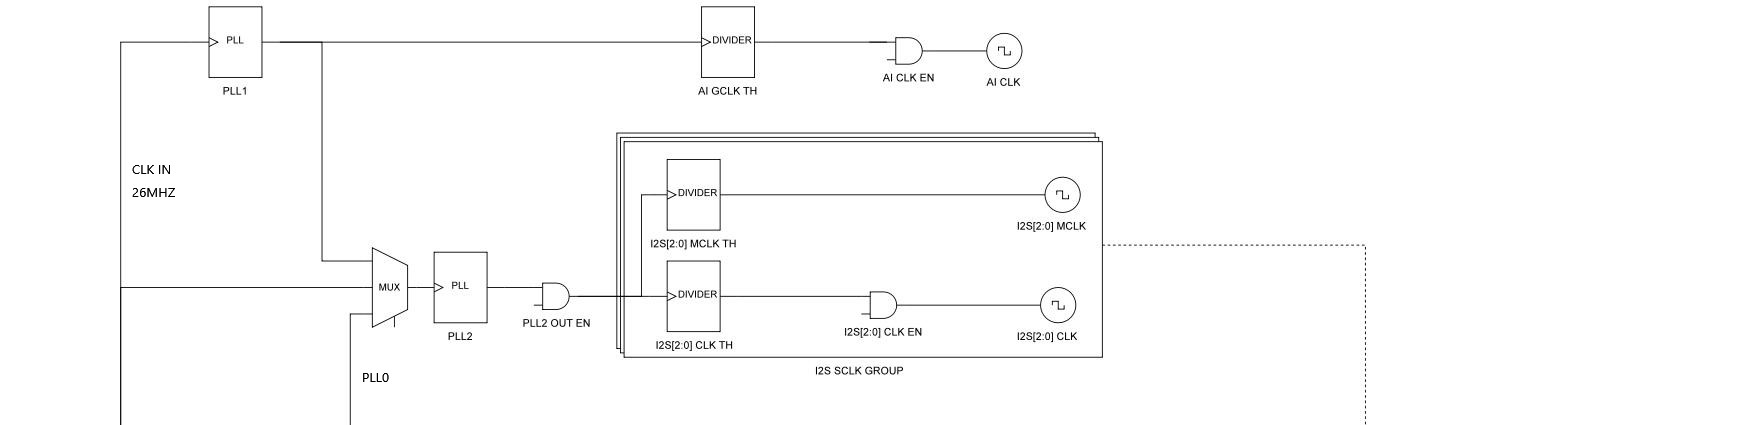 PLL
DIVIDER
PLL1
AI GCLK TH
AI CLK EN
AI CLK
CLK IN
26MHZ
DIVIDER
I2S[2:0] MCLK TH
I2S[2:0] MCLK
MUX
PLL
PLL2
PLL2 OUT EN
DIVIDER
I2S[2:0] CLK TH
I2S[2:0] CLK EN
I2S[2:0] CLK
I2S SCLK GROUP
PLL0